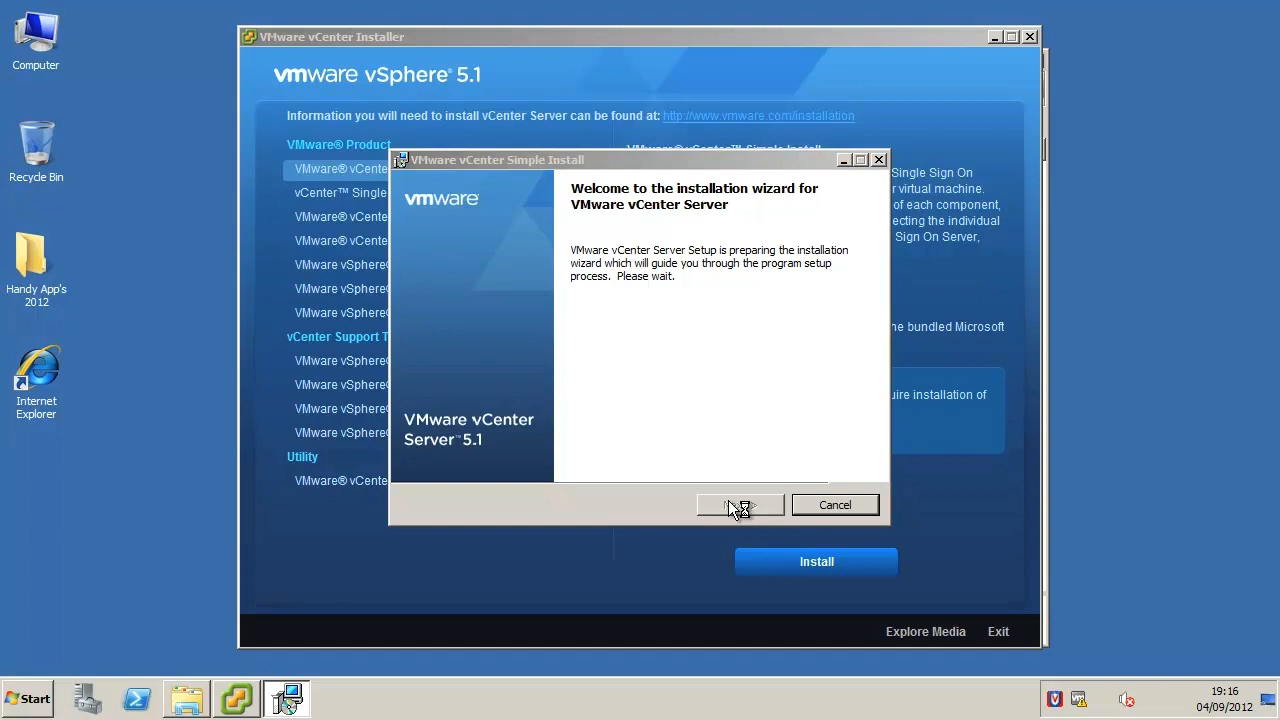 Computer
Recycle Bin
Handy App's
2012
Internet
Explorer
VMware vCenter Installer
vmware vSphere® 5.1
Information you will need to install vCenter Server can be found at: http://www.vmware.com/installation
VMware® Product
VMware® vCente
vCenter™ Single
VMware® vCente
VMware® vCente
VMware vSphere
VMware vSphere
VMware vSphere
vCenter Support T
VMware vSphere
VMware vSphere
VMware vSphere
VMware vSphere
Utility
VMware® vCente
VMware® vCenter™ Simple Install
Single Sign On
virtual machine.
of each component,
ecting the individual
Sign On Server,
he bundled Microsoft
uire installation of
Install
Explore Media
Exit
VMware vCenter Simple Install
vmware
VMware vCenter
Server™ 5.1
Welcome to the installation wizard for
VMware vCenter Server
VMware vCenter Server Setup is preparing the installation
wizard which will guide you through the program setup
process. Please wait.
Cancel
Start
19:16
04/09/2012